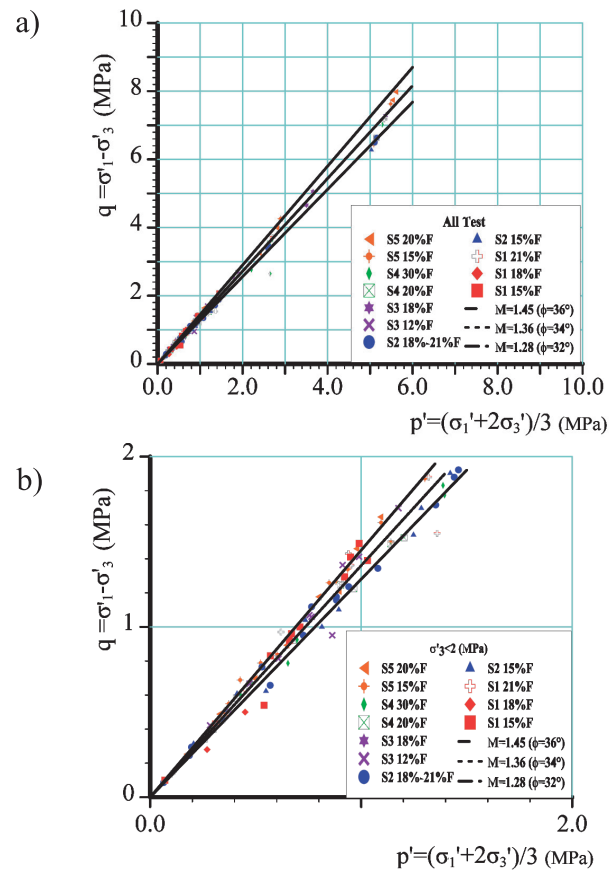 a)
q =σ'1-σ'3 (MPa)
10
8
6
4
2
0
0.0
2.0
4.0
6.0
8.0
10.0
p'=(σ1'+2σ3')/3 (MPa)
All Test
S5 20%F
S5 15%F
S4 30%F
S4 20%F
S3 18%F
S3 12%F
S2 18%-21%F
S2 15%F
S1 21%F
S1 18%F
S1 15%F
M=1.45 (ϕ=36°)
M=1.36 (ϕ=34°)
M=1.28 (ϕ=32°)
b)
q =σ'1-σ'3 (MPa)
2
1
0
0.0
2.0
p'=(σ1'+2σ3')/3 (MPa)
σ'3<2 (MPa)
S5 20%F
S5 15%F
S4 30%F
S4 20%F
S3 18%F
S3 12%F
S2 18%-21%F
S2 15%F
S1 21%F
S1 18%F
S1 15%F
M=1.45 (ϕ=36°)
M=1.36 (ϕ=34°)
M=1.28 (ϕ=32°)